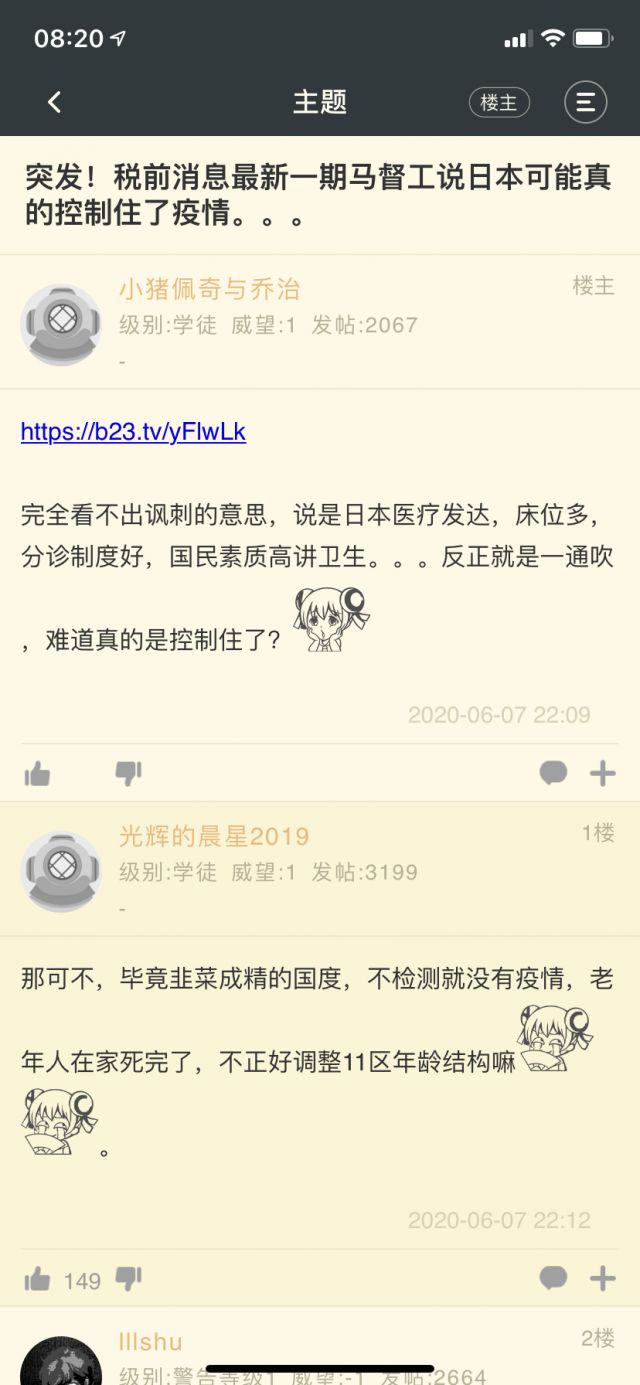 08:20
主题
楼主
突发！税前消息最新一期马督工说日本可能真
的控制住了疫情。。。
小猪佩奇与乔治
楼主
级别:学徒 威望:1 发帖:2067
-
https://b23.tv/yFlwLk
完全看不出讽刺的意思，说是日本医疗发达，床位多，
分诊制度好，国民素质高讲卫生。。。反正就是一通吹
，难道真的是控制住了？
2020-06-07 22:09
光辉的晨星2019
1楼
级别:学徒 威望:1 发帖:3199
-
那可不，毕竟韭菜成精的国度，不检测就没有疫情，老
年人在家死完了，不正好调整11区年龄结构嘛
。
2020-06-07 22:12
149
lllshu
2楼
级别:警告等级1 威望:-1 发帖:2664